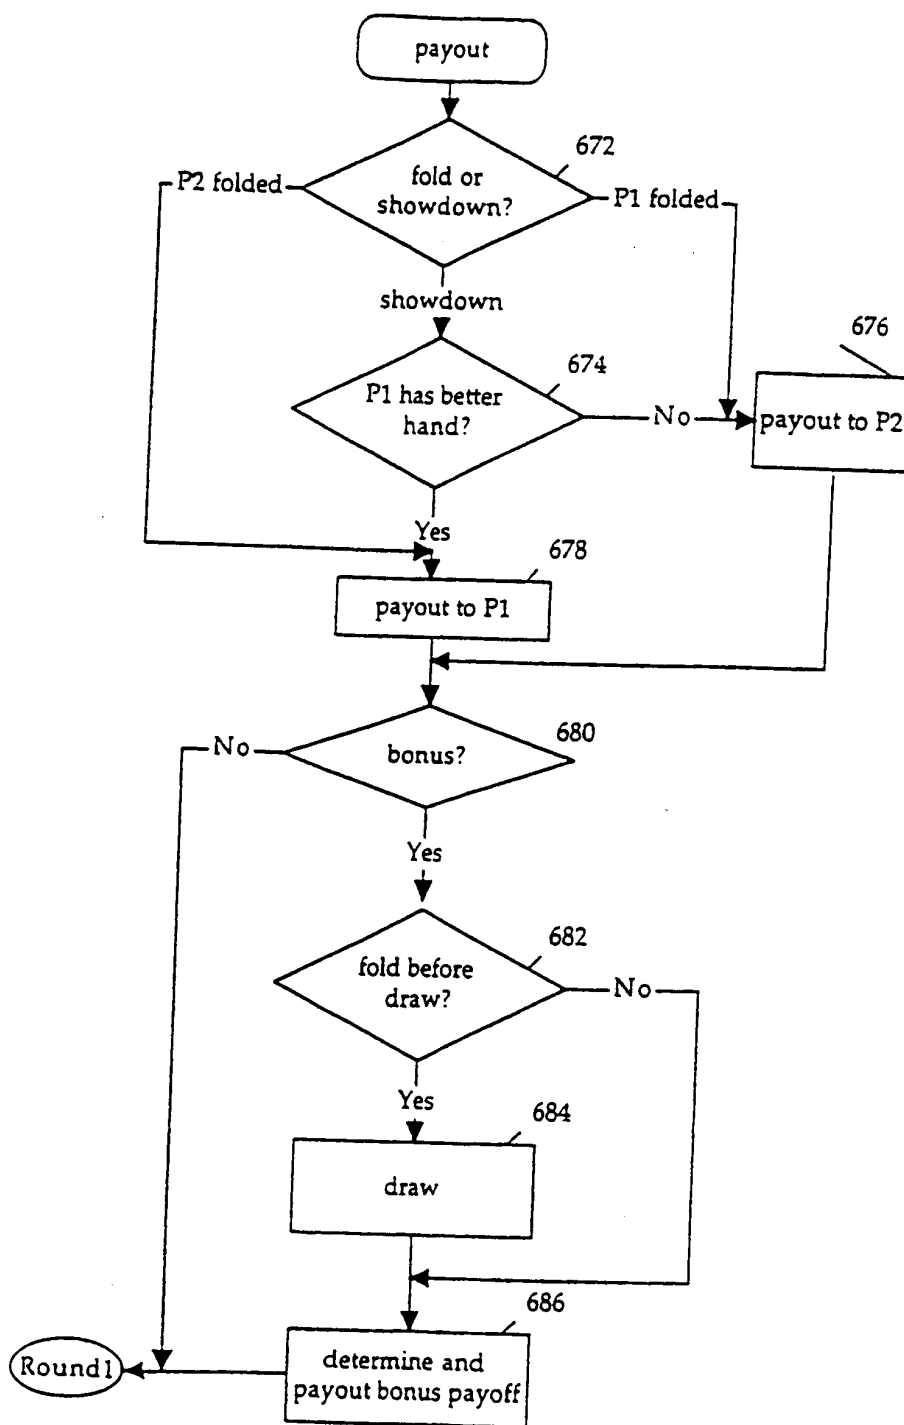 payout
672
fold or
showdown?
P2 folded
P1 folded
showdown
676
674
P1 has better
hand?
No
payout to P2
Yes
678
payout to P1
680
bonus?
No
Yes
682
fold before
draw?
No
Yes
684
draw
686
determine and
payout bonus payoff
Round1